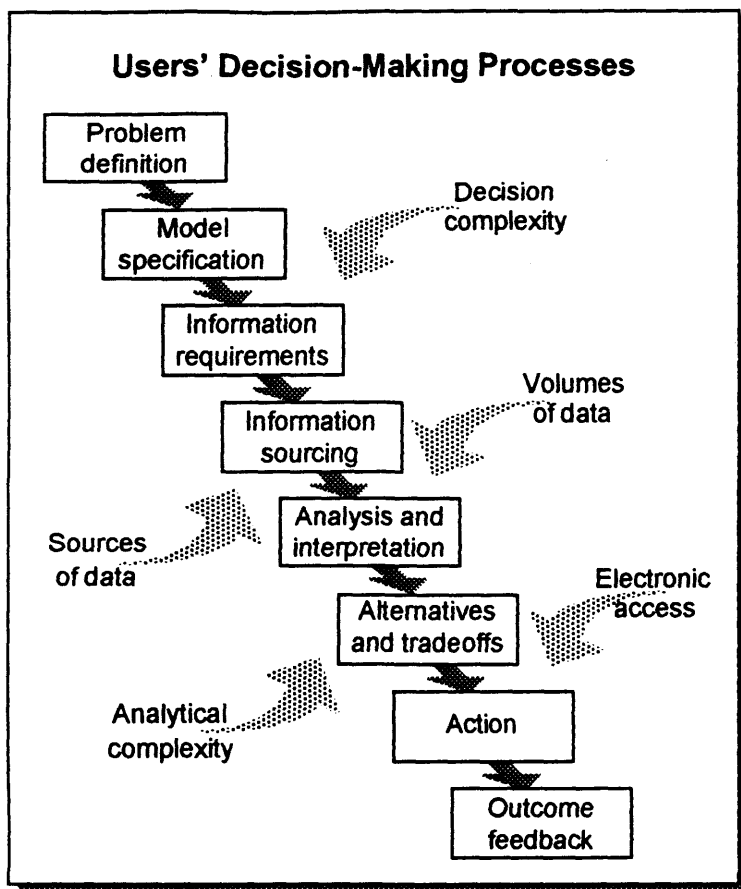 Users' Decision-Making Processes
Problem
definition
Decision
complexity
Model
specification
Information
requirements
Volumes
of data
Information
sourcing
Sources
of data
Analysis and
interpretation
Electronic
access
Alternatives
and tradeoffs
Analytical
complexity
Action
Outcome
feedback